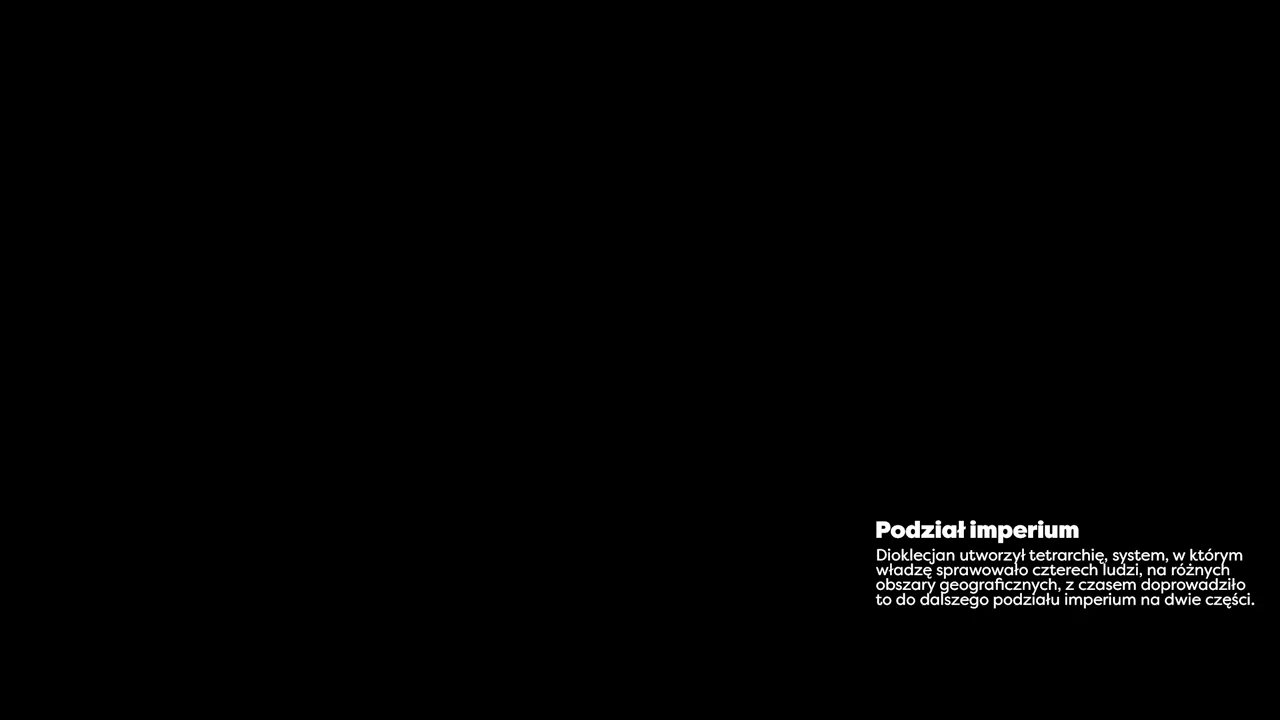 Podział imperium
Dioklecjan utworzył tetrarchię, system, w którym
władzę sprawowało czterech ludzi, na różnych
obszary geograficznych, z czasem doprowadziło
to do dalszego podziału imperium na dwie części.